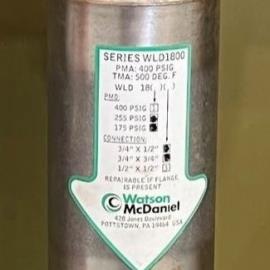 SERIES WLD1800
PMA: 400 PSIG
TMA: 500 DEG. F
WLD 18( )( )
PMO:
400 PSIG
255 PSIG
175 PSIG
CONNECTION:
3/4" X 1/2"
3/4" X 3/4"
1/2" X 1/2"
REPAIRABLE IF FLANGE
IS PRESENT
Watson
McDaniel
428 Jones Boulevard
POTTSTOWN, PA 19464 USA